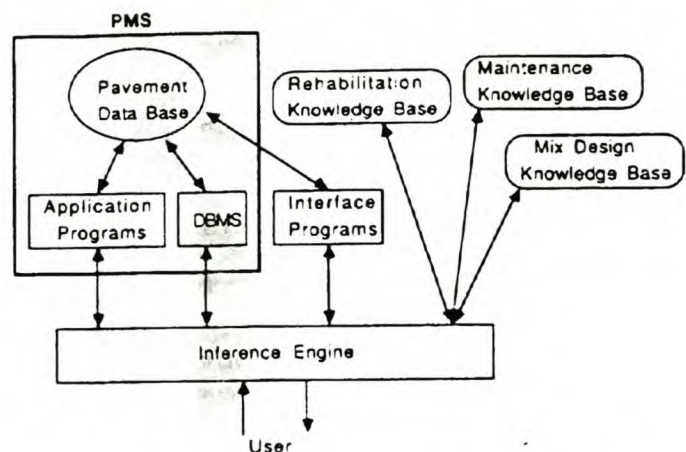 PMS
Pavement
Data Base
Application
Programs
DBMS
Interface
Programs
Rehabilitation
Knowledge Base
Maintenance
Knowledge Base
Mix Design
Knowledge Base
Inference Engine
User